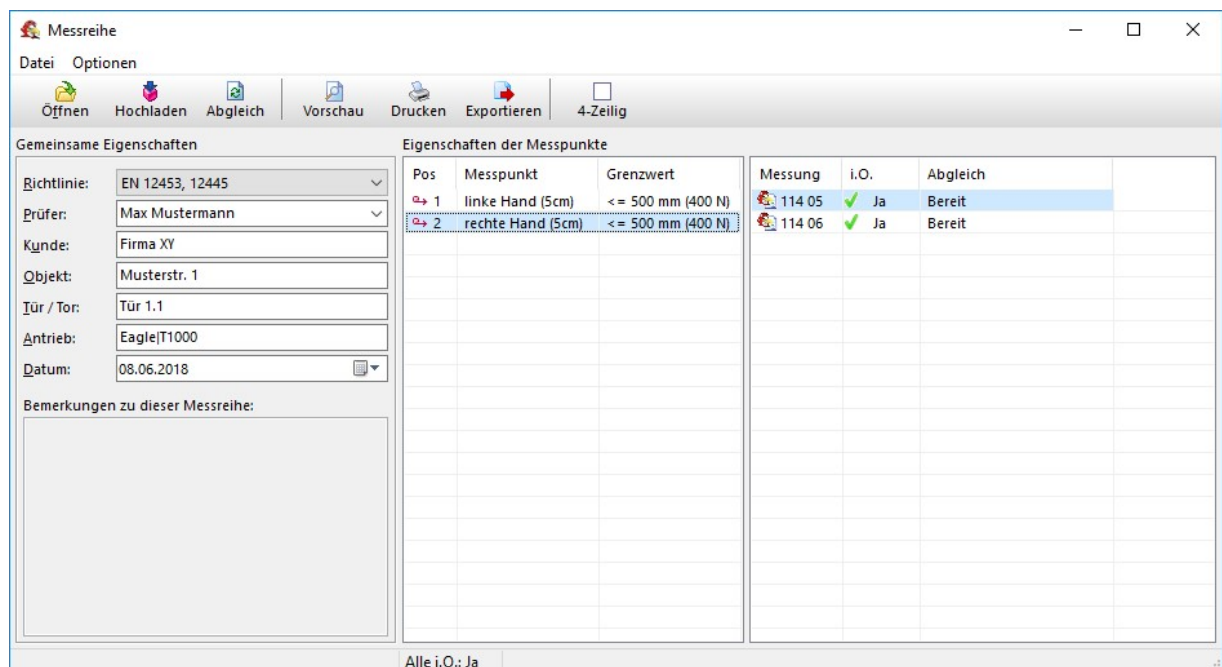 Messreihe
Datei Optionen
Öffnen Hochladen Abgleich Vorschau Drucken Exportieren 4-Zeilig
Gemeinsame Eigenschaften
Richtlinie: EN 12453, 12445
Prüfer: Max Mustermann
Kunde: Firma XY
Objekt: Musterstr. 1
Tür / Tor: Tür 1.1
Antrieb: Eagle|T1000
Datum: 08.06.2018
Bemerkungen zu dieser Messreihe:
Eigenschaften der Messpunkte
Pos Messpunkt Grenzwert
1 linke Hand (5cm) <= 500 mm (400 N)
2 rechte Hand (5cm) <= 500 mm (400 N)
Messung i.O. Abgleich
114 05 Ja Bereit
114 06 Ja Bereit
Alle i.O.: Ja